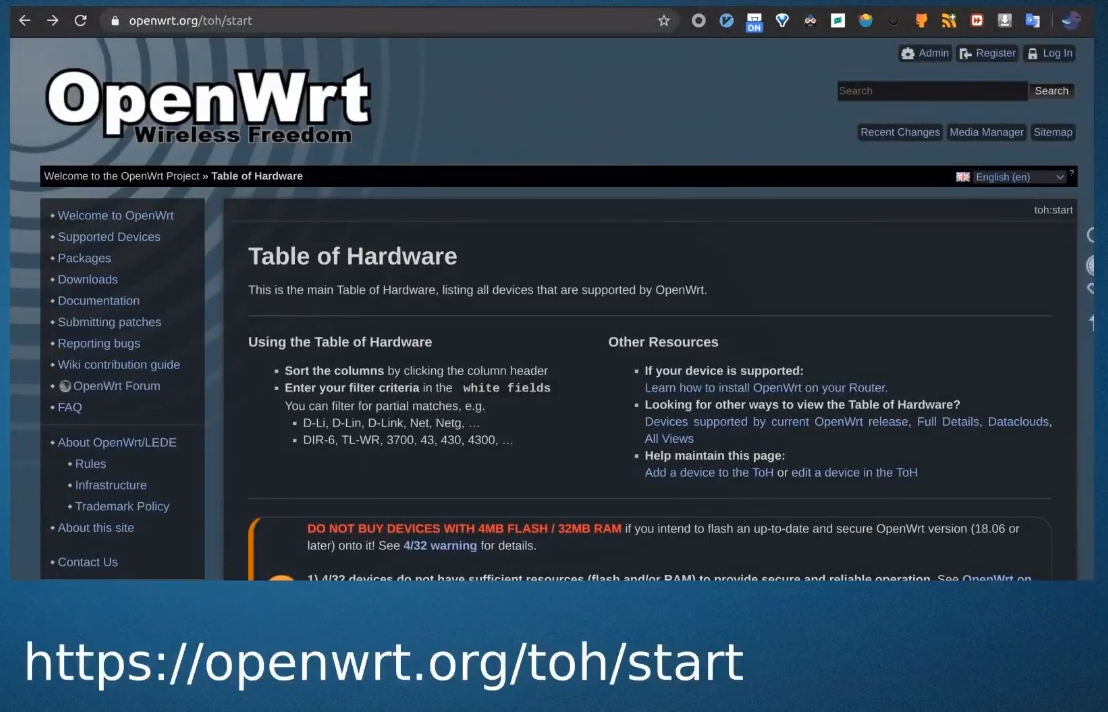 openwrt.org/toh/start
ON
Admin Register Log In
OpenWrt
Wireless Freedom
Search Search
Recent Changes Media Manager Sitemap
Welcome to the OpenWrt Project » Table of Hardware
English (en) ?
toh:start
• Welcome to OpenWrt
• Supported Devices
• Packages
• Downloads
• Documentation
• Submitting patches
• Reporting bugs
• Wiki contribution guide
• OpenWrt Forum
• FAQ
• About OpenWrt/LEDE
• Rules
• Infrastructure
• Trademark Policy
• About this site
• Contact Us
Table of Hardware
This is the main Table of Hardware, listing all devices that are supported by OpenWrt.
Using the Table of Hardware
▪ Sort the columns by clicking the column header
▪ Enter your filter criteria in the white fields
You can filter for partial matches, e.g.
▪ D-Li, D-Lin, D-Link, Net, Netg, …
▪ DIR-6, TL-WR, 3700, 43, 430, 4300, …
Other Resources
▪ If your device is supported:
Learn how to install OpenWrt on your Router.
▪ Looking for other ways to view the Table of Hardware?
Devices supported by current OpenWrt release, Full Details, Dataclouds,
All Views
▪ Help maintain this page:
Add a device to the ToH or edit a device in the ToH
DO NOT BUY DEVICES WITH 4MB FLASH / 32MB RAM if you intend to flash an up-to-date and secure OpenWrt version (18.06 or
later) onto it! See 4/32 warning for details.
1) 4/32 devices do not have sufficient resources (flash and/or RAM) to provide secure and reliable operation. See OpenWrt on
https://openwrt.org/toh/start